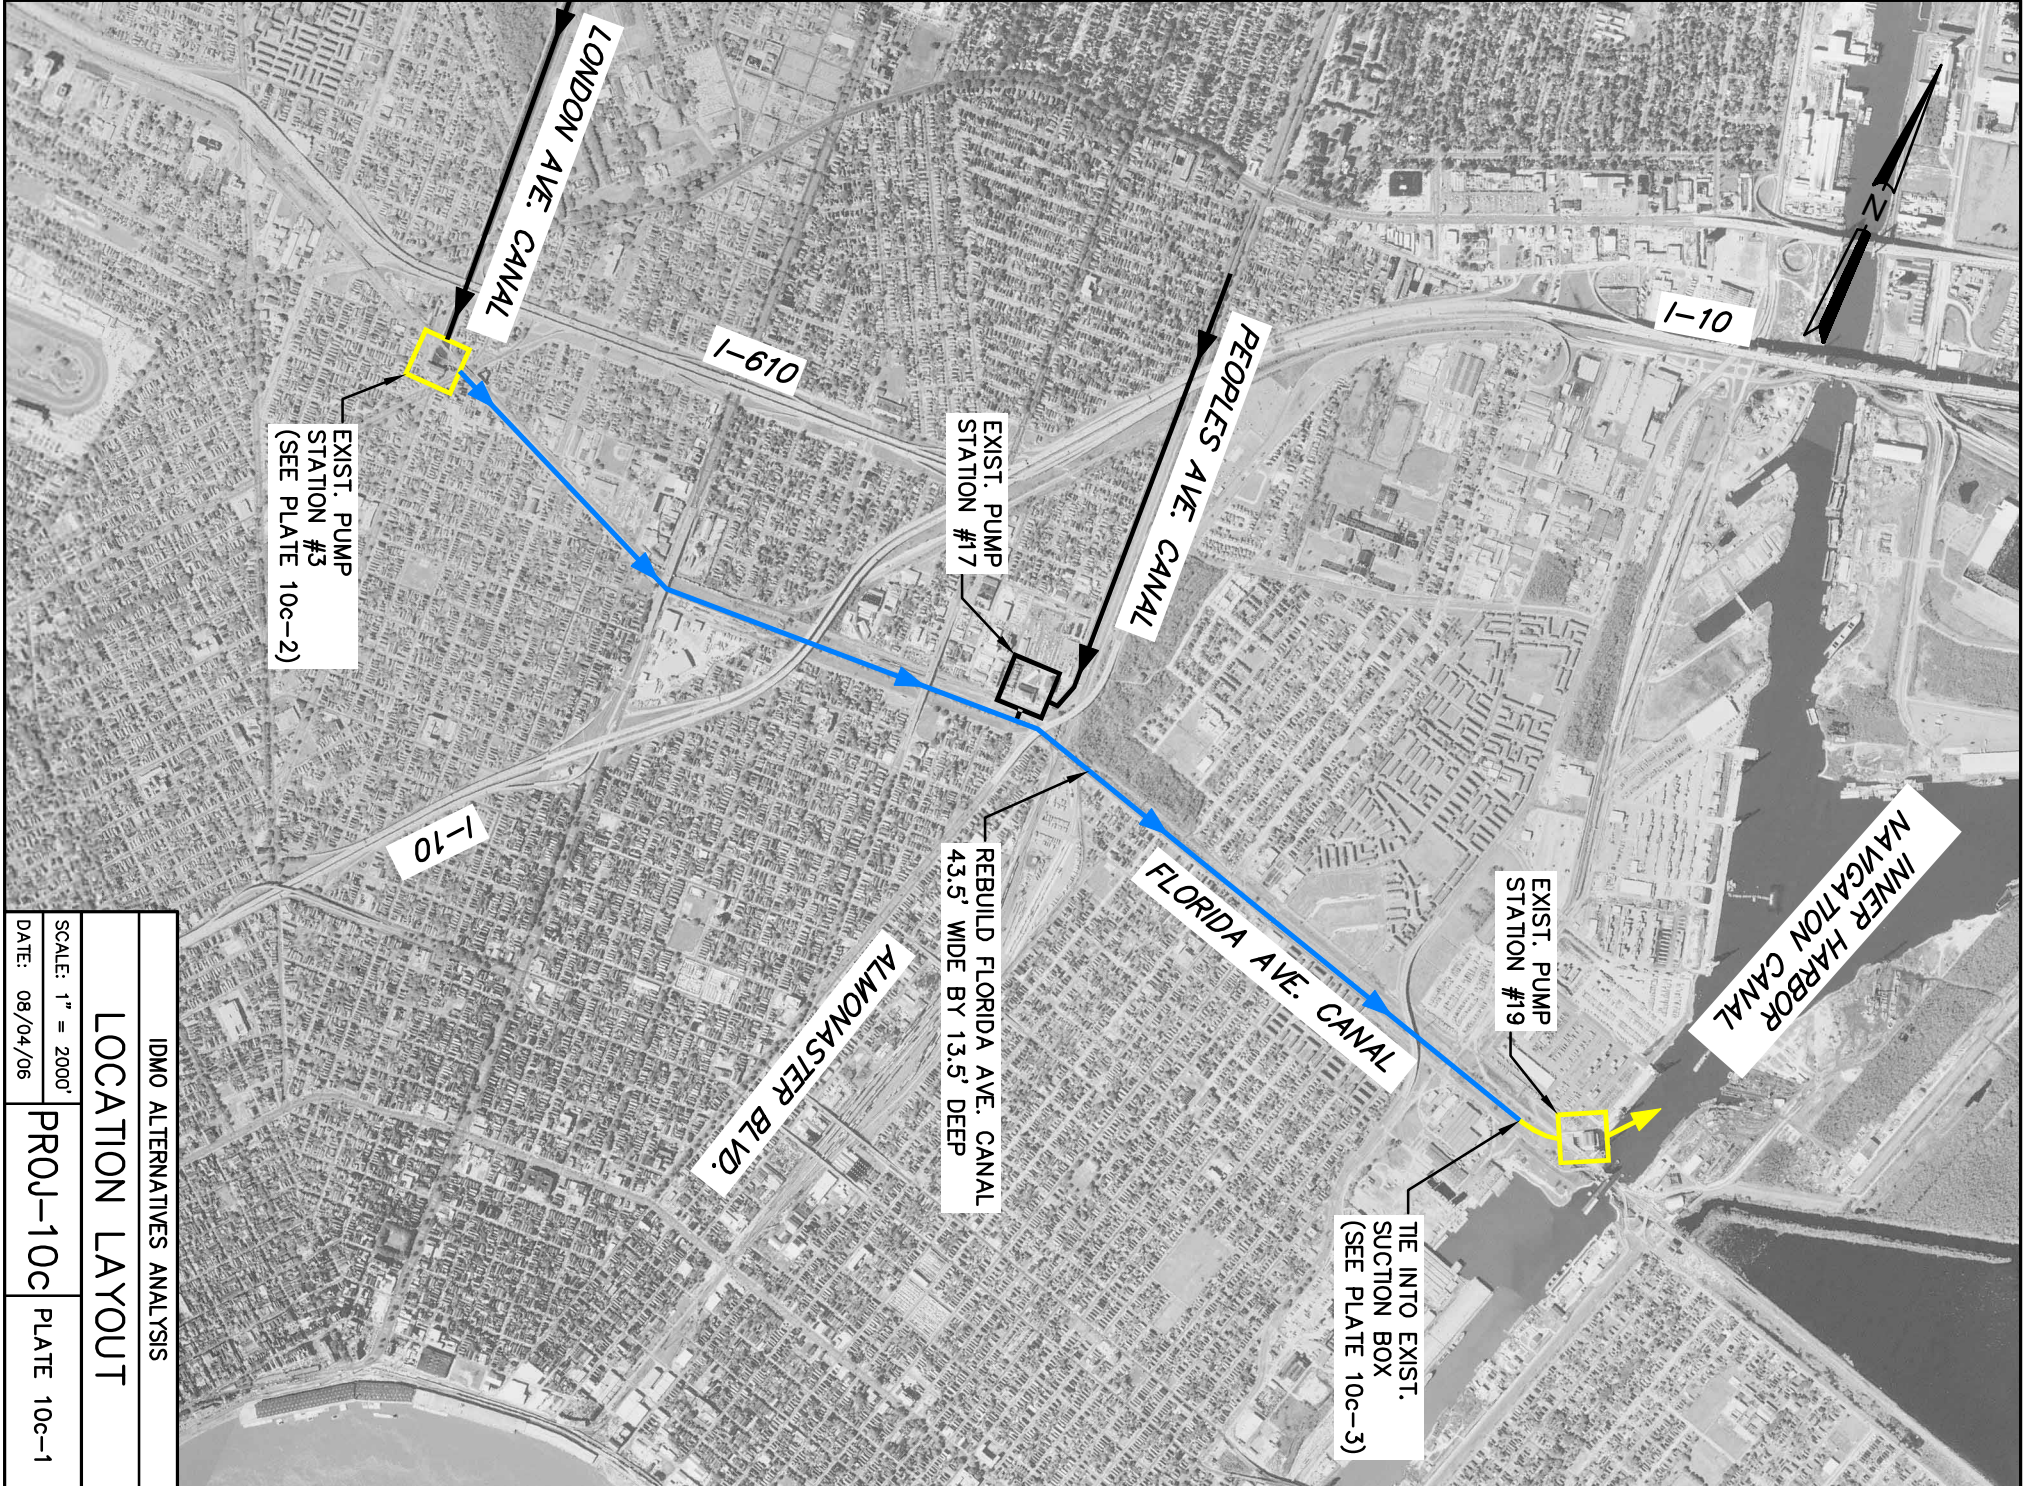 LONDON AVE. CANAL
I-610
I-10
PEOPLES AVE. CANAL
EXIST. PUMP
STATION #17
EXIST. PUMP
STATION #3
(SEE PLATE 10c-2)
I-10
N
INNER HARBOR
NAVIGATION CANAL
FLORIDA AVE. CANAL
EXIST. PUMP
STATION #19
REBUILD FLORIDA AVE. CANAL
43.5' WIDE BY 13.5' DEEP
ALMONASTER BLVD.
TIE INTO EXIST.
SUCTION BOX
(SEE PLATE 10c-3)
IDMO ALTERNATIVES ANALYSIS
LOCATION LAYOUT
SCALE: 1" = 2000'
DATE: 08/04/06
PROJ-10c
PLATE 10c-1